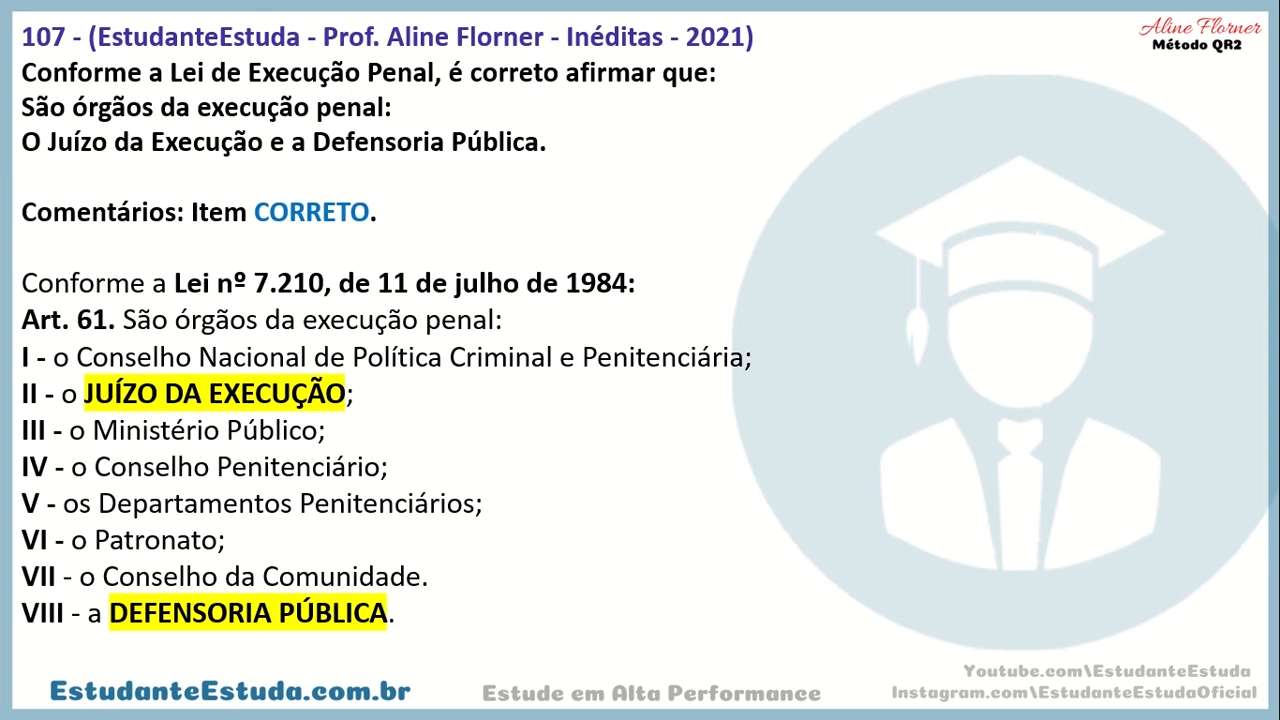 107 - (EstudanteEstuda - Prof. Aline Florner - Inéditas - 2021)
Aline Florner
Método QR2
Conforme a Lei de Execução Penal, é correto afirmar que:
São órgãos da execução penal:
O Juízo da Execução e a Defensoria Pública.
Comentários: Item CORRETO.
Conforme a Lei nº 7.210, de 11 de julho de 1984:
Art. 61. São órgãos da execução penal:
I - o Conselho Nacional de Política Criminal e Penitenciária;
II - o JUÍZO DA EXECUÇÃO;
III - o Ministério Público;
IV - o Conselho Penitenciário;
V - os Departamentos Penitenciários;
VI - o Patronato;
VII - o Conselho da Comunidade.
VIII - a DEFENSORIA PÚBLICA.
EstudanteEstuda.com.br
Estude em Alta Performance
Youtube.com\EstudanteEstuda
Instagram.com\EstudanteEstudaOficial